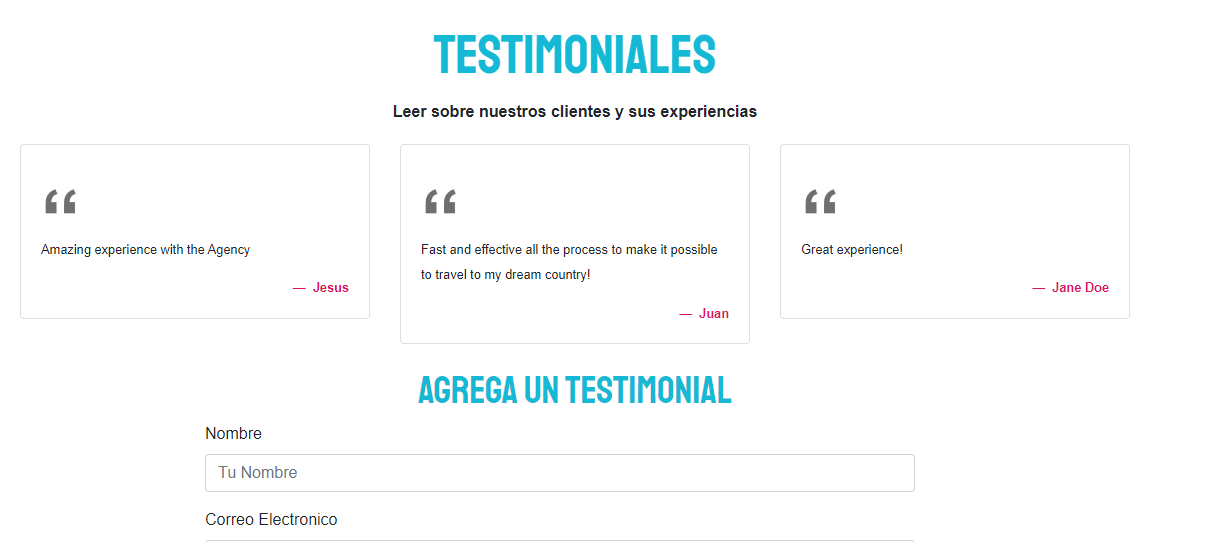 TESTIMONIALES
Leer sobre nuestros clientes y sus experiencias
“
Amazing experience with the Agency
— Jesus
“
Fast and effective all the process to make it possible
to travel to my dream country!
— Juan
“
Great experience!
— Jane Doe
AGREGA UN TESTIMONIAL
Nombre
Tu Nombre
Correo Electronico